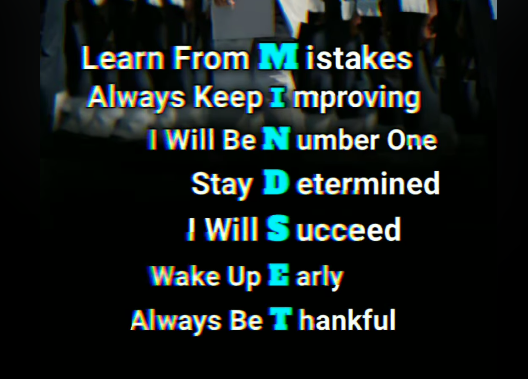 Learn From Mistakes
Always Keep Improving
I Will Be Number One
Stay Determined
I Will Succeed
Wake Up Early
Always Be Thankful